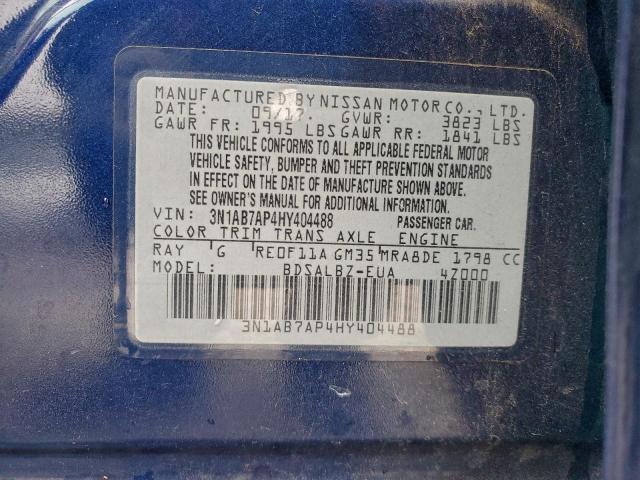 MANUFACTURED BY NISSAN MOTOR CO., LTD.
DATE: 09/17. GVWR: 3823 LBS
GAWR FR: 1995 LBS GAWR RR: 1841 LBS
THIS VEHICLE CONFORMS TO ALL APPLICABLE FEDERAL MOTOR
VEHICLE SAFETY, BUMPER AND THEFT PREVENTION STANDARDS
IN EFFECT ON THE DATE OF MANUFACTURE SHOWN ABOVE.
SEE OWNER'S MANUAL FOR ADDITIONAL INFORMATION.
VIN: 3N1AB7AP4HY404488 PASSENGER CAR.
COLOR TRIM TRANS AXLE ENGINE
RAY G RE0F11A GM35 MRA8DE 1798 CC
MODEL: BDSALBZ-EUA 4Z000
3N1AB7AP4HY404488